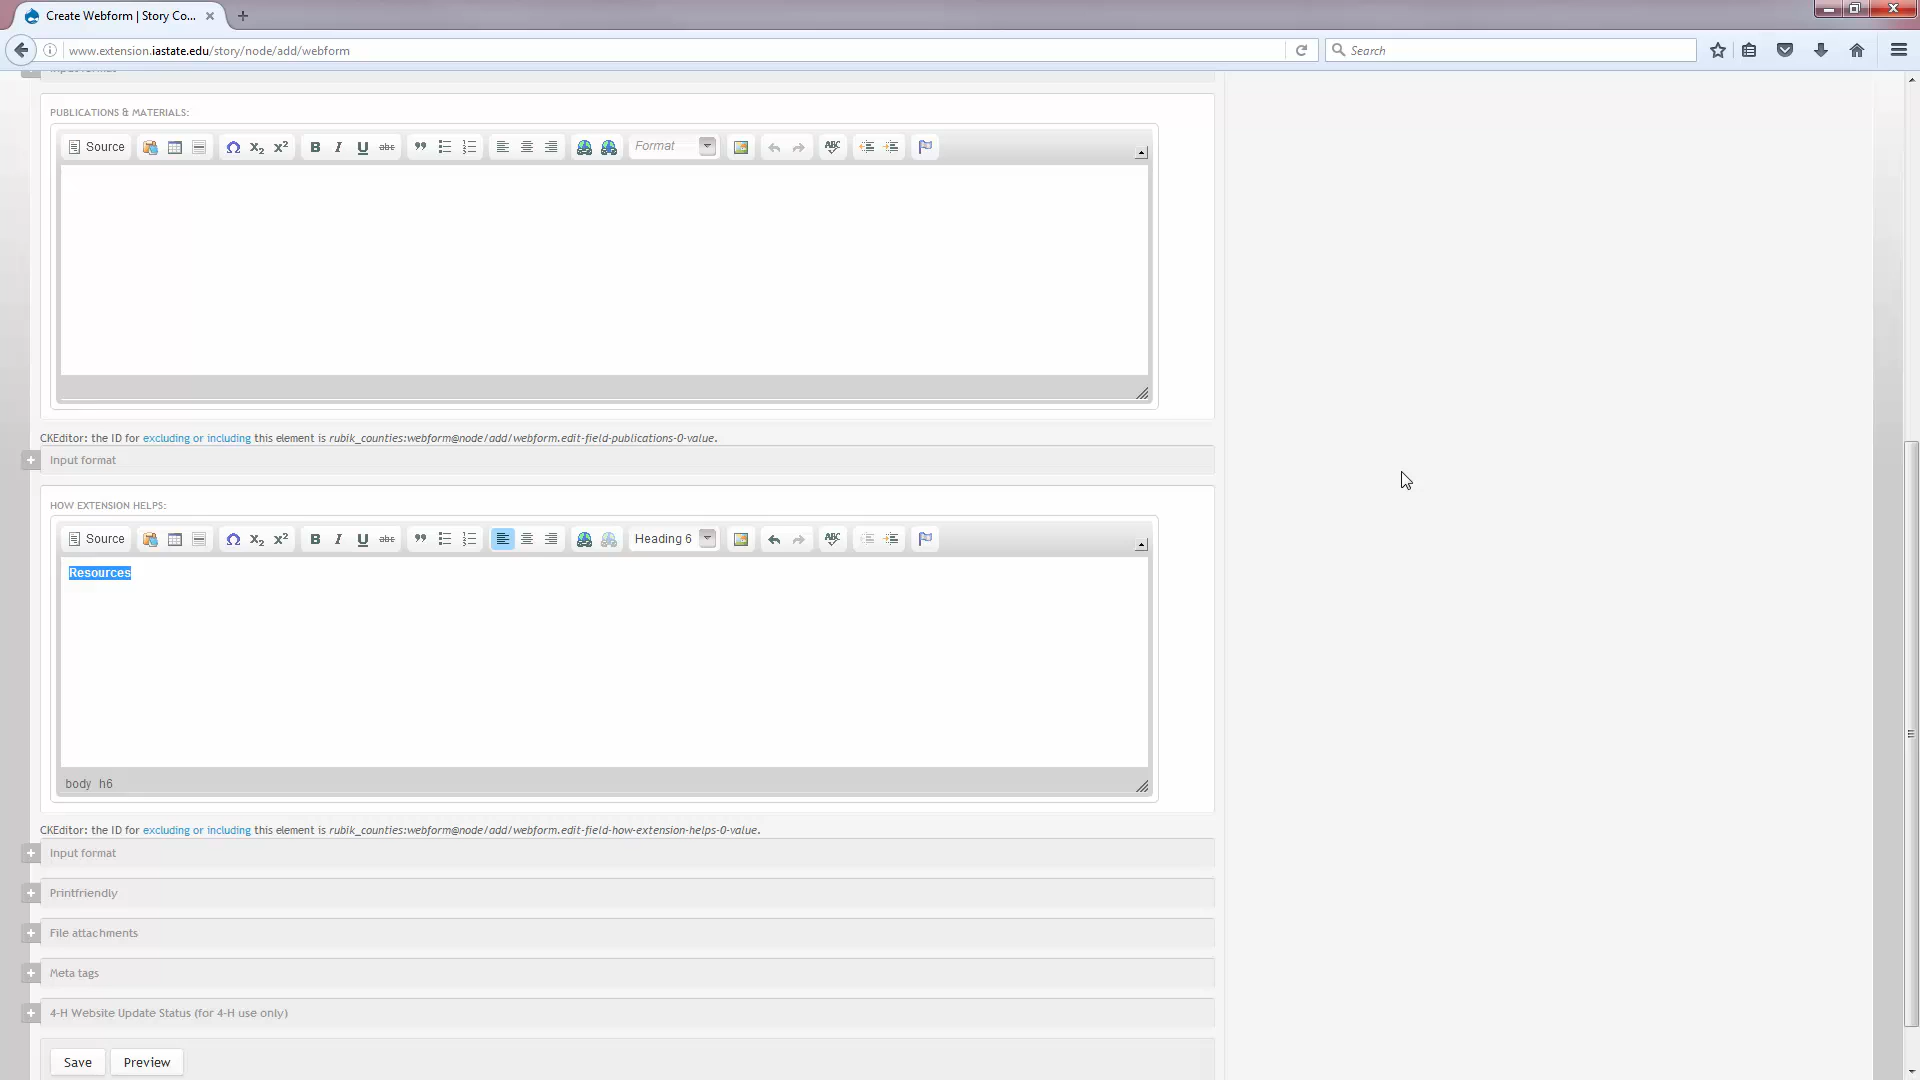 Create Webform | Story Co...
www.extension.iastate.edu/story/node/add/webform
Search
Input format
PUBLICATIONS & MATERIALS:
Source
Format
CKEditor: the ID for excluding or including this element is rubik_counties:webform@node/add/webform.edit-field-publications-0-value.
Input format
HOW EXTENSION HELPS:
Source
Heading 6
Resources
body h6
CKEditor: the ID for excluding or including this element is rubik_counties:webform@node/add/webform.edit-field-how-extension-helps-0-value.
Input format
Printfriendly
File attachments
Meta tags
4-H Website Update Status (for 4-H use only)
Save Preview